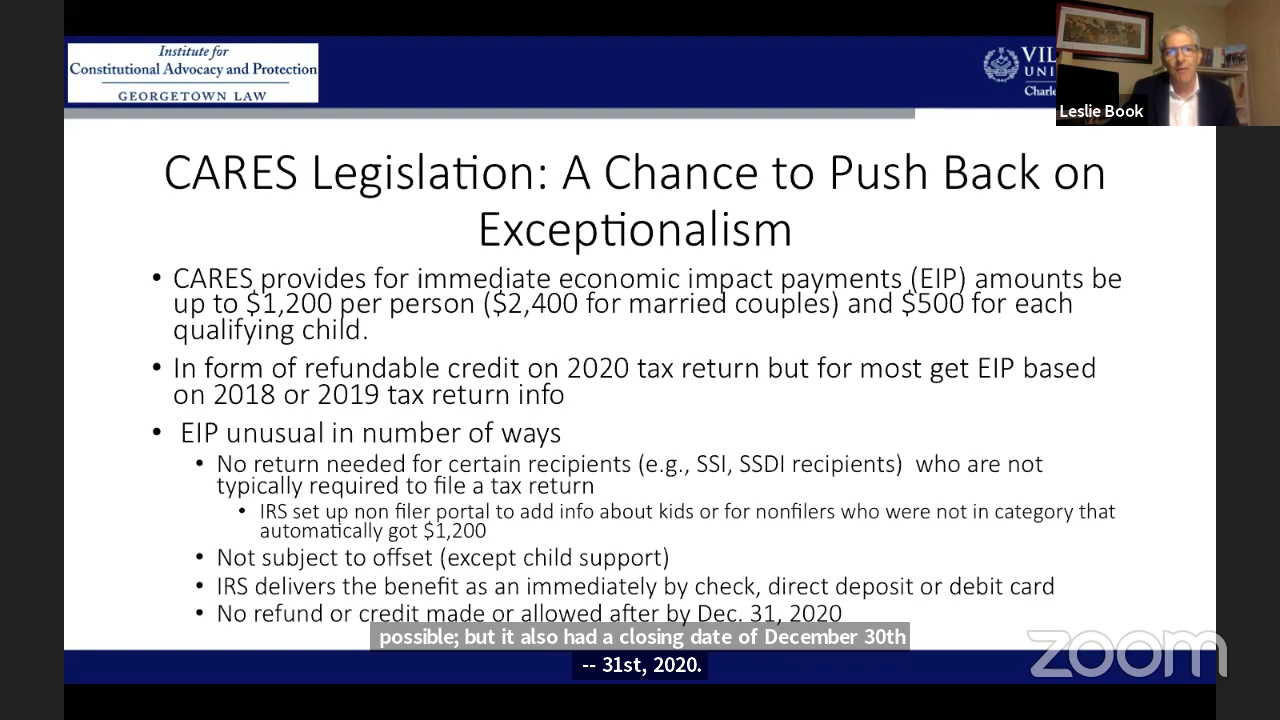 Institute for
Constitutional Advocacy and Protection
GEORGETOWN LAW
VIL
UNI
Charle
Leslie Book
CARES Legislation: A Chance to Push Back on
Exceptionalism
• CARES provides for immediate economic impact payments (EIP) amounts be
up to $1,200 per person ($2,400 for married couples) and $500 for each
qualifying child.
• In form of refundable credit on 2020 tax return but for most get EIP based
on 2018 or 2019 tax return info
• EIP unusual in number of ways
• No return needed for certain recipients (e.g., SSI, SSDI recipients) who are not
typically required to file a tax return
• IRS set up non filer portal to add info about kids or for nonfilers who were not in category that
automatically got $1,200
• Not subject to offset (except child support)
• IRS delivers the benefit as an immediately by check, direct deposit or debit card
• No refund or credit made or allowed after by Dec. 31, 2020
possible; but it also had a closing date of December 30th
-- 31st, 2020.
zoom